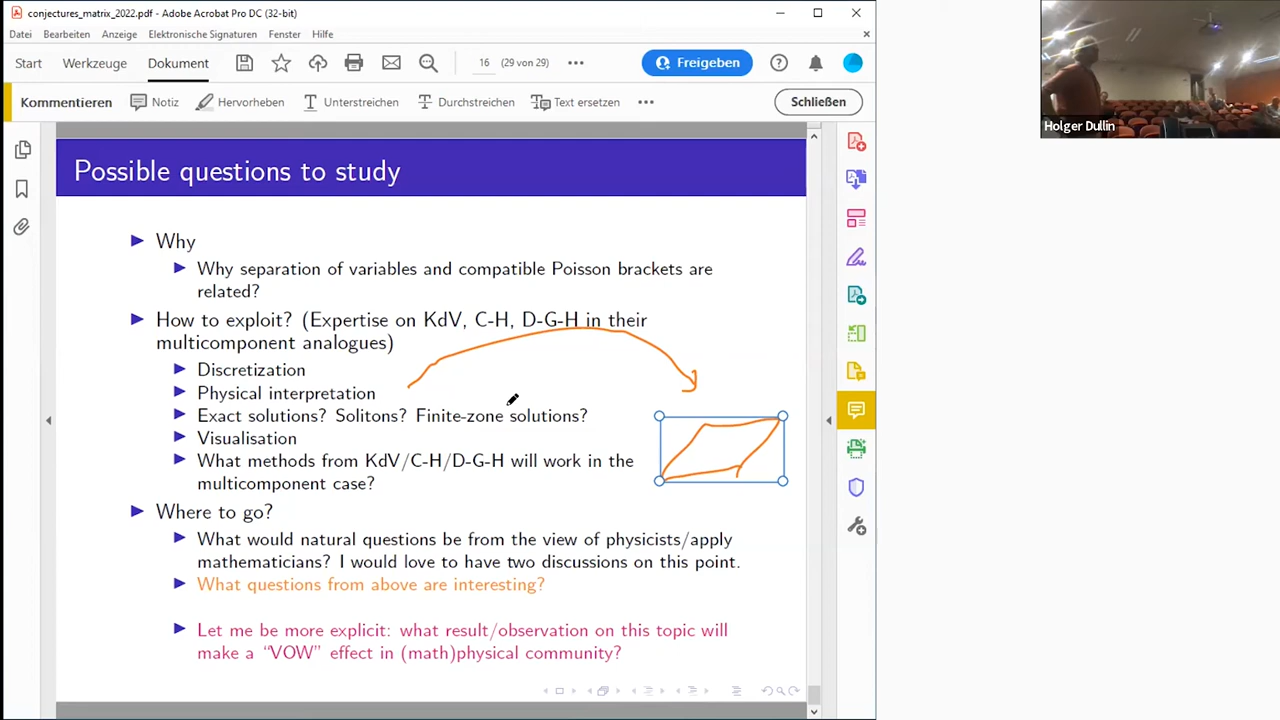 conjectures_matrix_2022.pdf - Adobe Acrobat Pro DC (32-bit)
Datei Bearbeiten Anzeige Elektronische Signaturen Fenster Hilfe
Start Werkzeuge Dokument 16 (29 von 29) Freigeben
Kommentieren Notiz Hervorheben Unterstreichen Durchstreichen Text ersetzen Schließen
Holger Dullin
Possible questions to study
Why
Why separation of variables and compatible Poisson brackets are
related?
How to exploit? (Expertise on KdV, C-H, D-G-H in their
multicomponent analogues)
Discretization
Physical interpretation
Exact solutions? Solitons? Finite-zone solutions?
Visualisation
What methods from KdV/C-H/D-G-H will work in the
multicomponent case?
Where to go?
What would natural questions be from the view of physicists/apply
mathematicians? I would love to have two discussions on this point.
What questions from above are interesting?
Let me be more explicit: what result/observation on this topic will
make a “VOW” effect in (math)physical community?